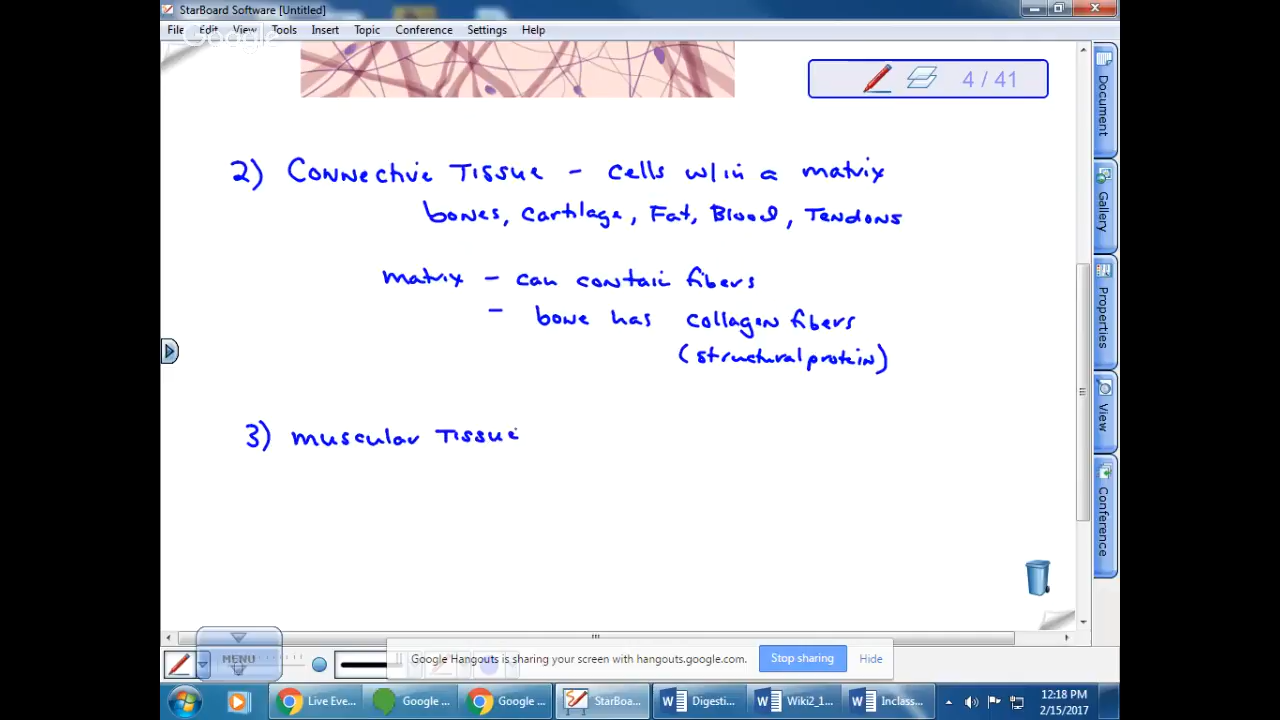 StarBoard Software [Untitled]
File Edit View Tools Insert Topic Conference Settings Help
Google
4 / 41
2) Connective Tissue - cells w/in a matrix
bones, Cartilage, Fat, Blood, Tendons
matrix - can contain fibers
- bone has collagen fibers
(structural protein)
3) muscular Tissue
Document
Gallery
Properties
View
Conference
MENU
Google Hangouts is sharing your screen with hangouts.google.com. Stop sharing Hide
Live Eve... Google ... Google ... StarBoa... Digesti... Wiki2_1... Inclass...
12:18 PM
2/15/2017